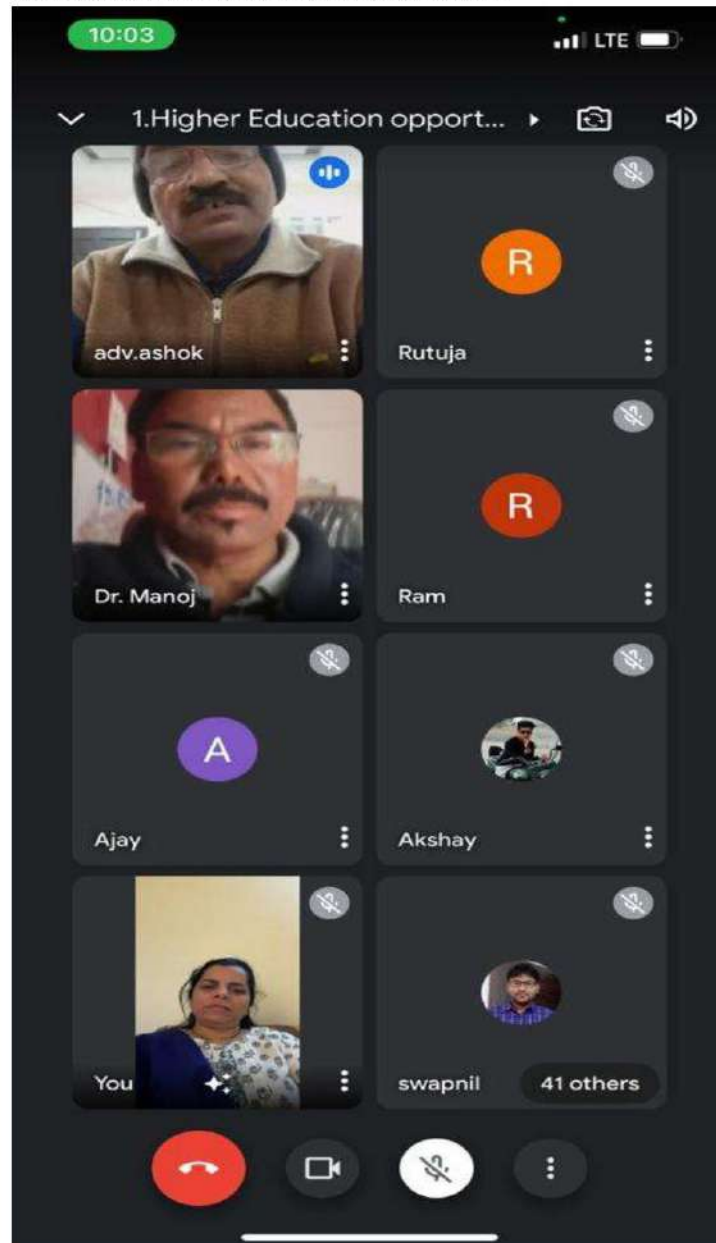 10:03 LTE
1.Higher Education opport...
adv.ashok
R
Rutuja
Dr. Manoj
R
Ram
A
Ajay
Akshay
You
swapnil 41 others